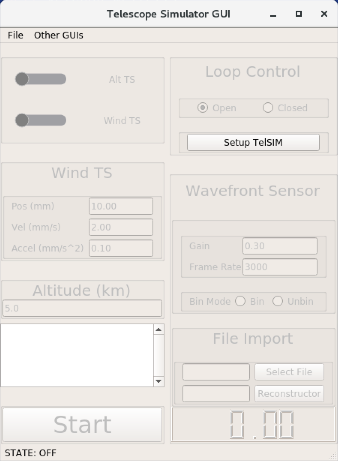 Telescope Simulator GUI
File Other GUIs
Alt TS
Wind TS
Wind TS
Pos (mm) 10.00
Vel (mm/s) 2.00
Accel (mm/s^2) 0.10
Altitude (km)
5.0
Start
Loop Control
Open Closed
Setup TelSIM
Wavefront Sensor
Gain 0.30
Frame Rate 3000
Bin Mode Bin Unbin
File Import
Select File
Reconstructor
0.00
STATE: OFF